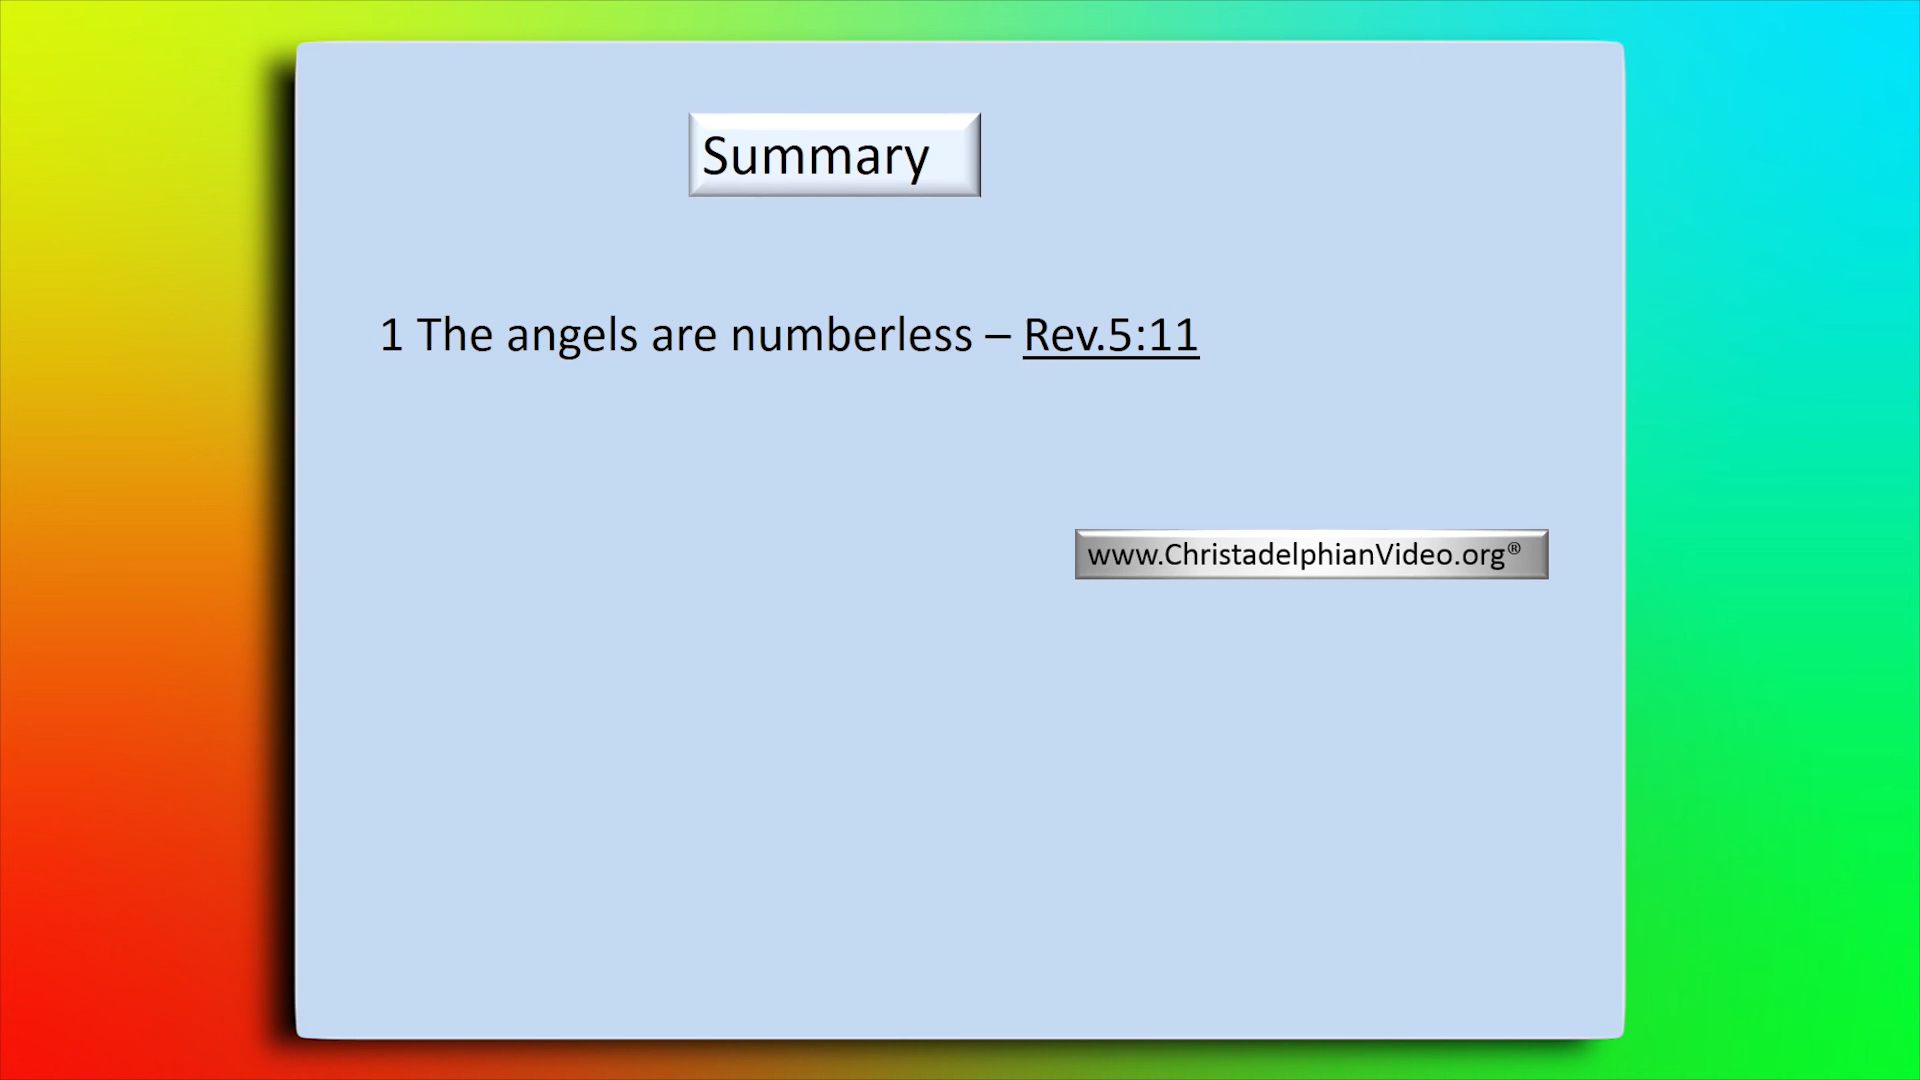 Summary
1 The angels are numberless – Rev.5:11
www.ChristadelphianVideo.org®